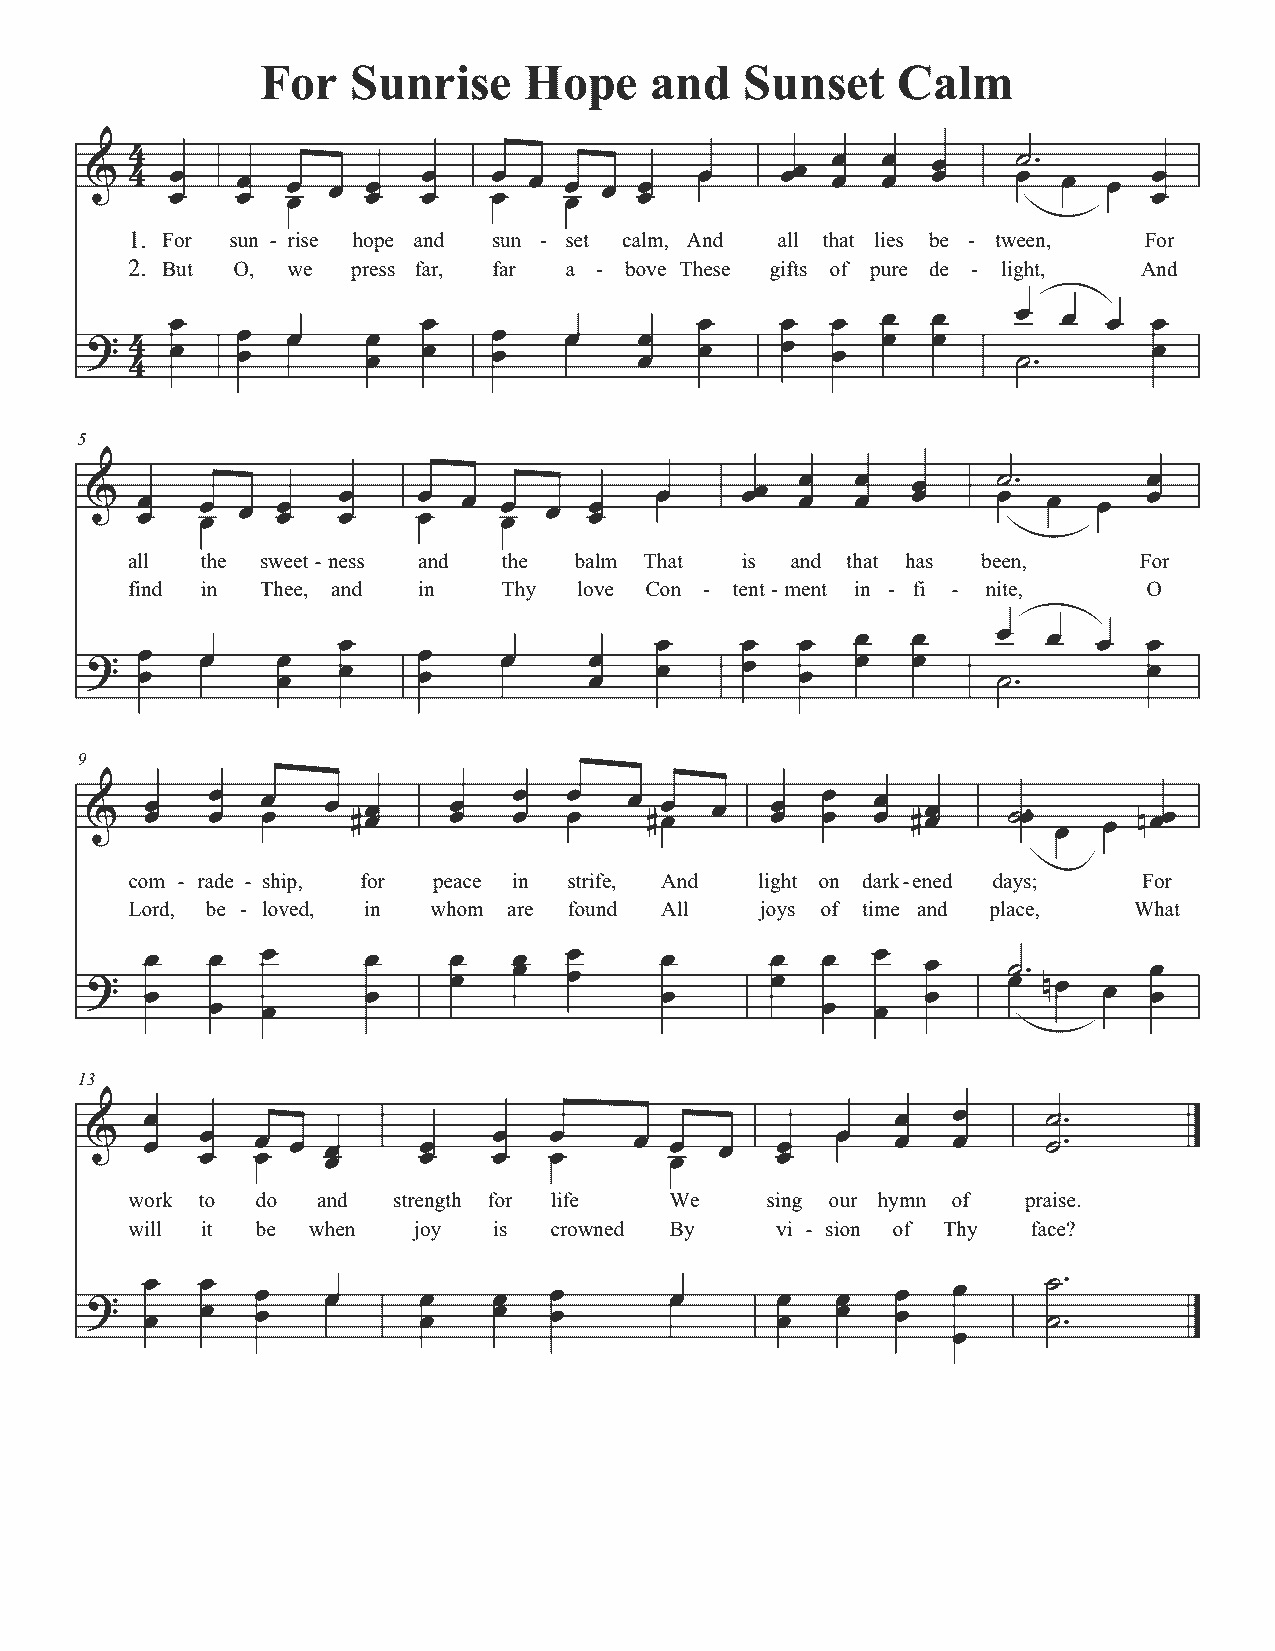 For Sunrise Hope and Sunset Calm
4
4
1. For sun - rise hope and sun - set calm, And all that lies be - tween, For
2. But O, we press far, far a - bove These gifts of pure de - light, And
4
4
5
all the sweet - ness and the balm That is and that has been, For
find in Thee, and in Thy love Con - tent - ment in - fi - nite, O
9
com - rade - ship, for peace in strife, And light on dark - ened days; For
Lord, be - loved, in whom are found All joys of time and place, What
13
work to do and strength for life We sing our hymn of praise.
will it be when joy is crowned By vi - sion of Thy face?